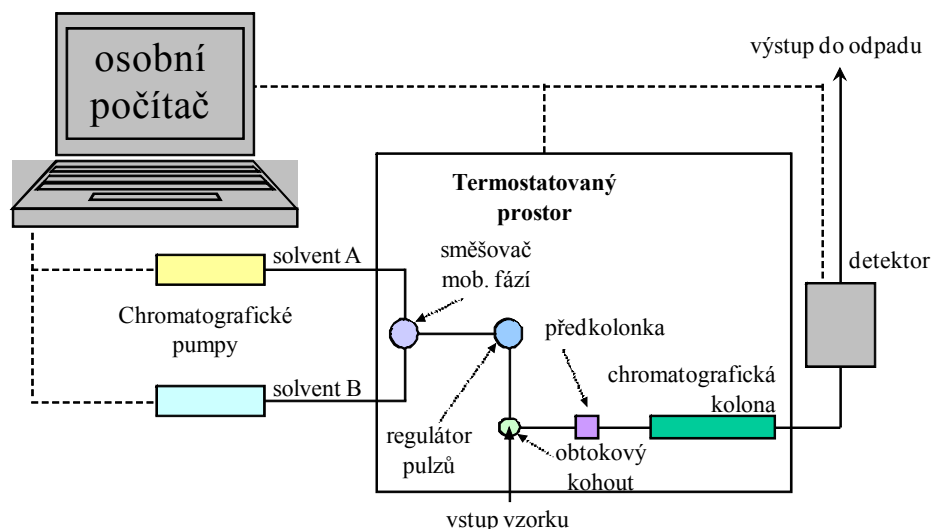 osobní
počítač
výstup do odpadu
Termostatovaný
prostor
solvent A
směšovač
mob. fází
detektor
Chromatografické
pumpy
předkolonka
solvent B
chromatografická
kolona
regulátor
pulzů
obtokový
kohout
vstup vzorku